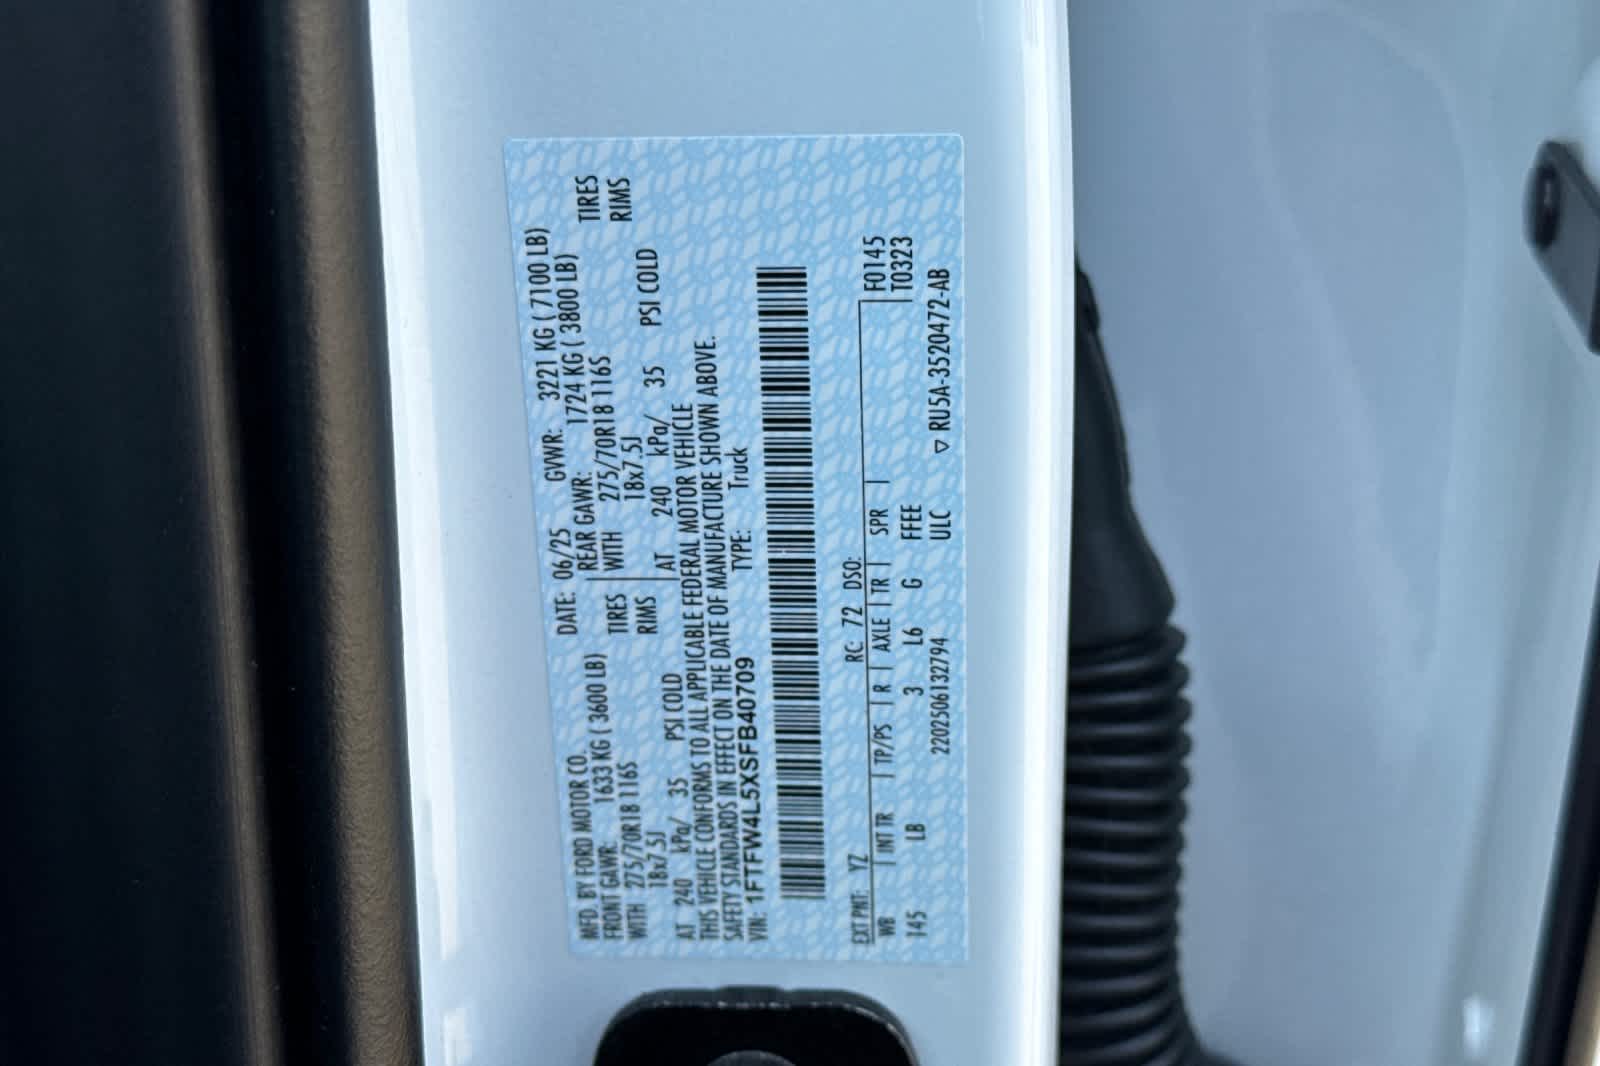 MFD. BY FORD MOTOR CO. DATE: 06/25 GVWR: 3221 KG ( 7100 LB)
FRONT GAWR: 1633 KG ( 3600 LB) REAR GAWR: 1724 KG ( 3800 LB)
WITH 275/70R18 116S TIRES WITH 275/70R18 116S TIRES
18x7.5J RIMS 18x7.5J RIMS
AT 240 kPa/ 35 PSI COLD AT 240 kPa/ 35 PSI COLD
THIS VEHICLE CONFORMS TO ALL APPLICABLE FEDERAL MOTOR VEHICLE
SAFETY STANDARDS IN EFFECT ON THE DATE OF MANUFACTURE SHOWN ABOVE.
VIN: 1FTFW4L5XSFB40709 TYPE: Truck
EXT PNT: YZ RC: 72 DSO: F0145
WB | INT TR | TP/PS | R | AXLE | TR | SPR | T0323
145 LB 3 L6 G FFEE
2202506132794 ULC ▽ RU5A-3520472-AB